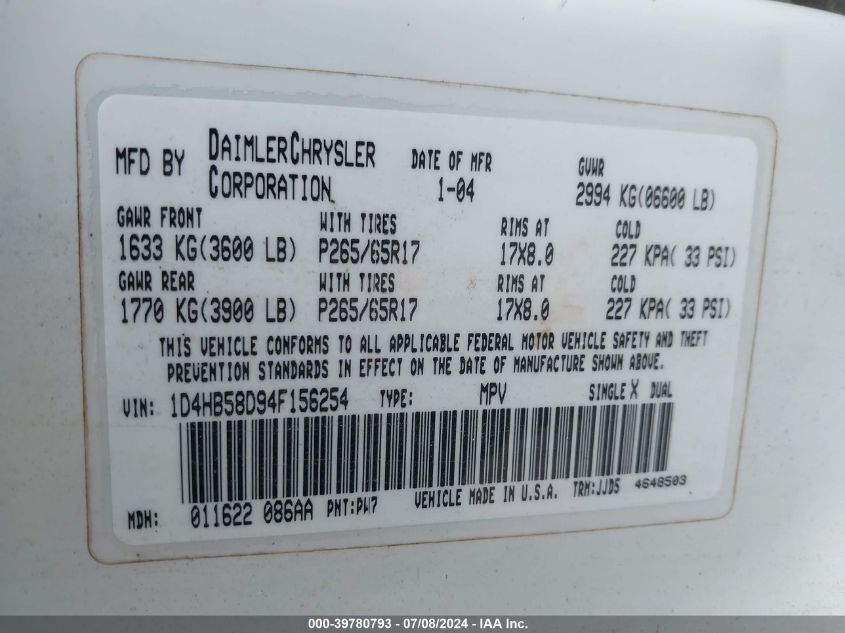 MFD BY DAIMLERCHRYSLER CORPORATION DATE OF MFR 1-04 GVWR 2994 KG(06600 LB)
GAWR FRONT WITH TIRES RIMS AT COLD
1633 KG(3600 LB) P265/65R17 17X8.0 227 KPA( 33 PSI)
GAWR REAR WITH TIRES RIMS AT COLD
1770 KG(3900 LB) P265/65R17 17X8.0 227 KPA( 33 PSI)
THIS VEHICLE CONFORMS TO ALL APPLICABLE FEDERAL MOTOR VEHICLE SAFETY AND THEFT
PREVENTION STANDARDS IN EFFECT ON THE DATE OF MANUFACTURE SHOWN ABOVE.
VIN: 1D4HB58D94F156254 TYPE: MPV SINGLE X DUAL
MDH: 011622 086AA PNT:PW7 VEHICLE MADE IN U.S.A. TRM:JJD5 4648503
000-39780793 - 07/08/2024 - IAA Inc.